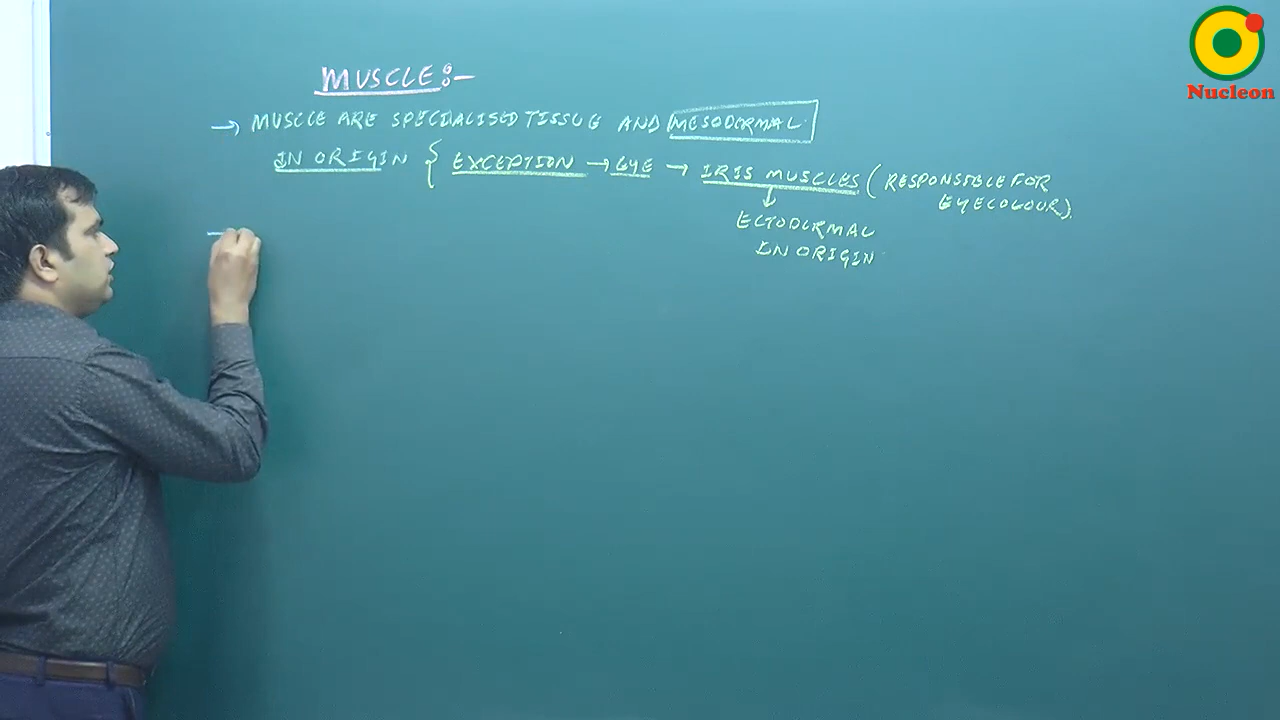 MUSCLE:-
→ MUSCLE ARE SPECIALISED TISSUE AND MESODERMAL
IN ORIGIN { EXCEPTION → EYE → IRIS MUSCLES (RESPONSIBLE FOR
EYE COLOUR)
↓
ECTODERMAL
IN ORIGIN
Nucleon